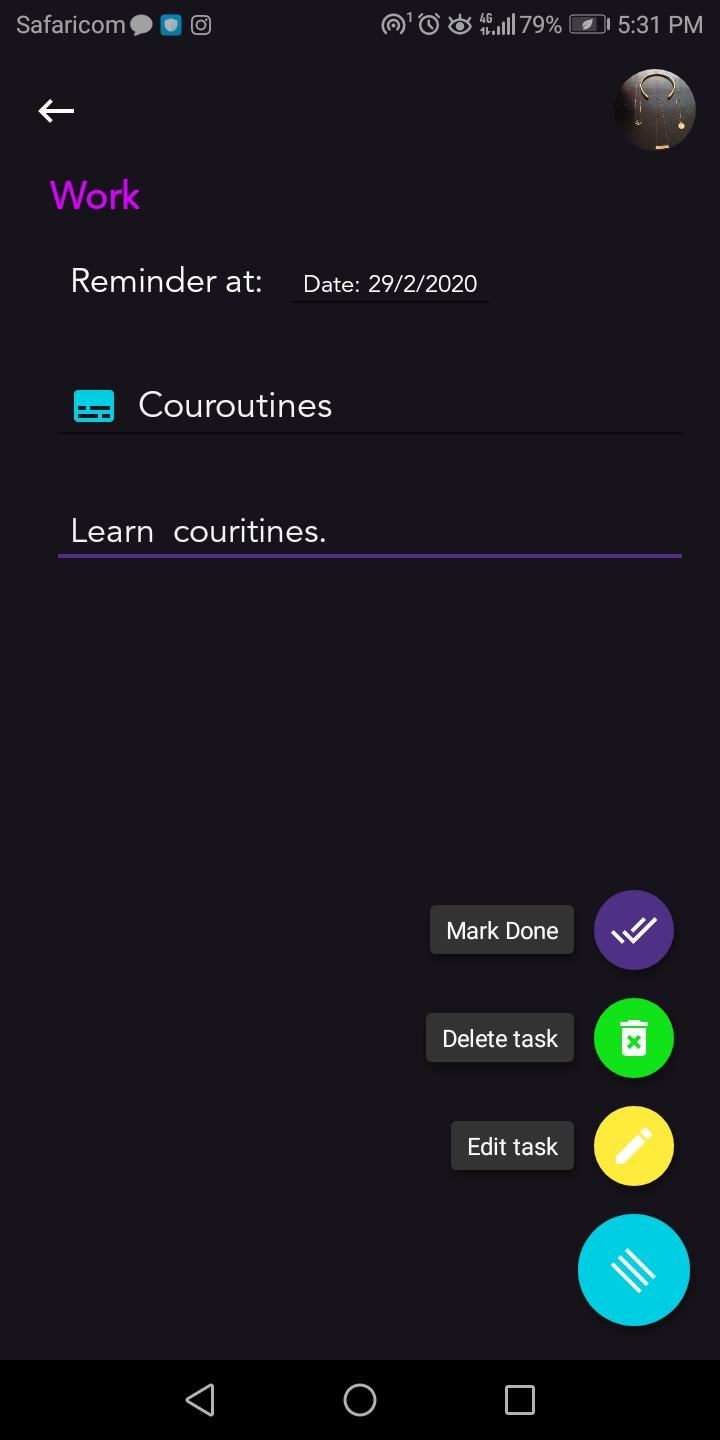 Safaricom 1 4G 79% 5:31 PM
Work
Reminder at: Date: 29/2/2020
Couroutines
Learn  couritines.
Mark Done
Delete task
Edit task